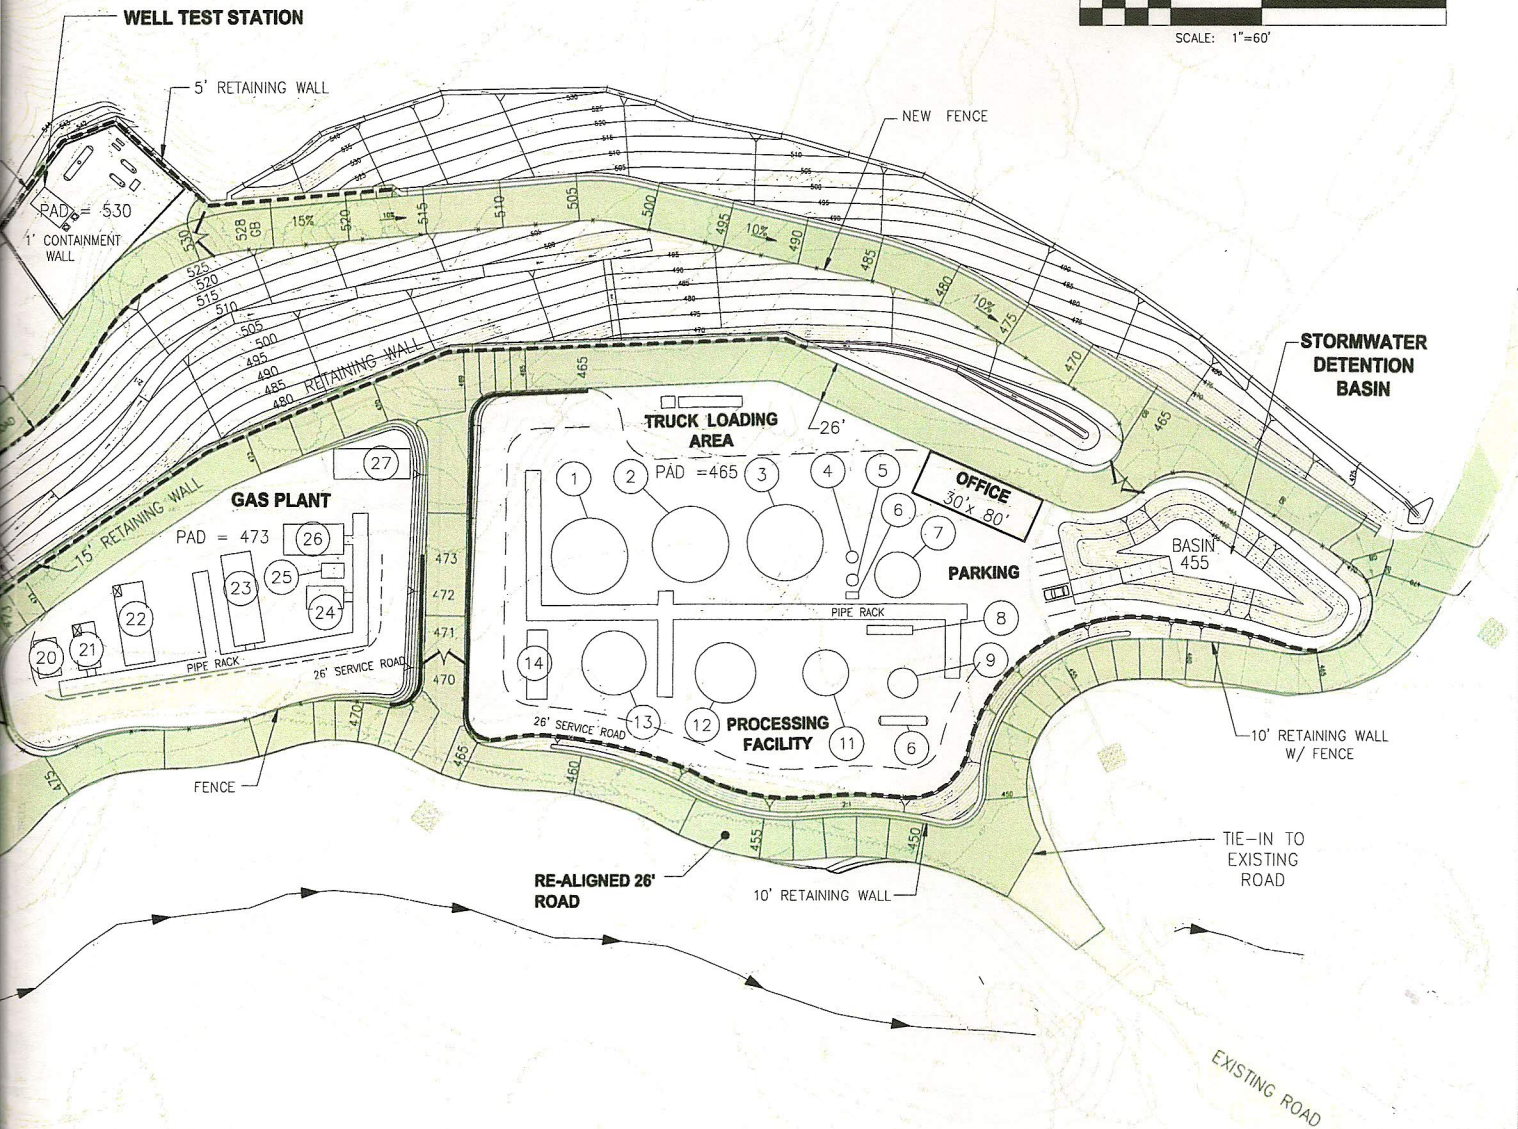 WELL TEST STATION
SCALE: 1"=60'
5' RETAINING WALL
NEW FENCE
PAD = 530
1' CONTAINMENT
WALL
530
528
GB
15%
520
10%
515
510
505
500
495
10%
490
485
480
10%
475
470
465
525
520
515
510
505
500
495
490
485
480
RETAINING WALL
15' RETAINING WALL
STORMWATER
DETENTION
BASIN
465
TRUCK LOADING
AREA
26'
PAD =465
1
2
3
4
5
6
7
OFFICE
30' x 80'
PARKING
BASIN
455
PIPE RACK
8
9
14
13
12
11
6
26' SERVICE ROAD
PROCESSING
FACILITY
GAS PLANT
PAD = 473
27
26
25
24
23
22
21
20
PIPE RACK
26' SERVICE ROAD
473
472
471
470
473
470
475
465
460
455
450
2:1
FENCE
10' RETAINING WALL
W/ FENCE
TIE-IN TO
EXISTING
ROAD
RE-ALIGNED 26'
ROAD
10' RETAINING WALL
EXISTING ROAD